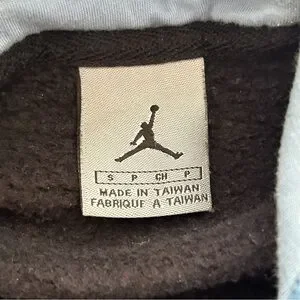 S P CH P
MADE IN TAIWAN
FABRIQUE A TAIWAN